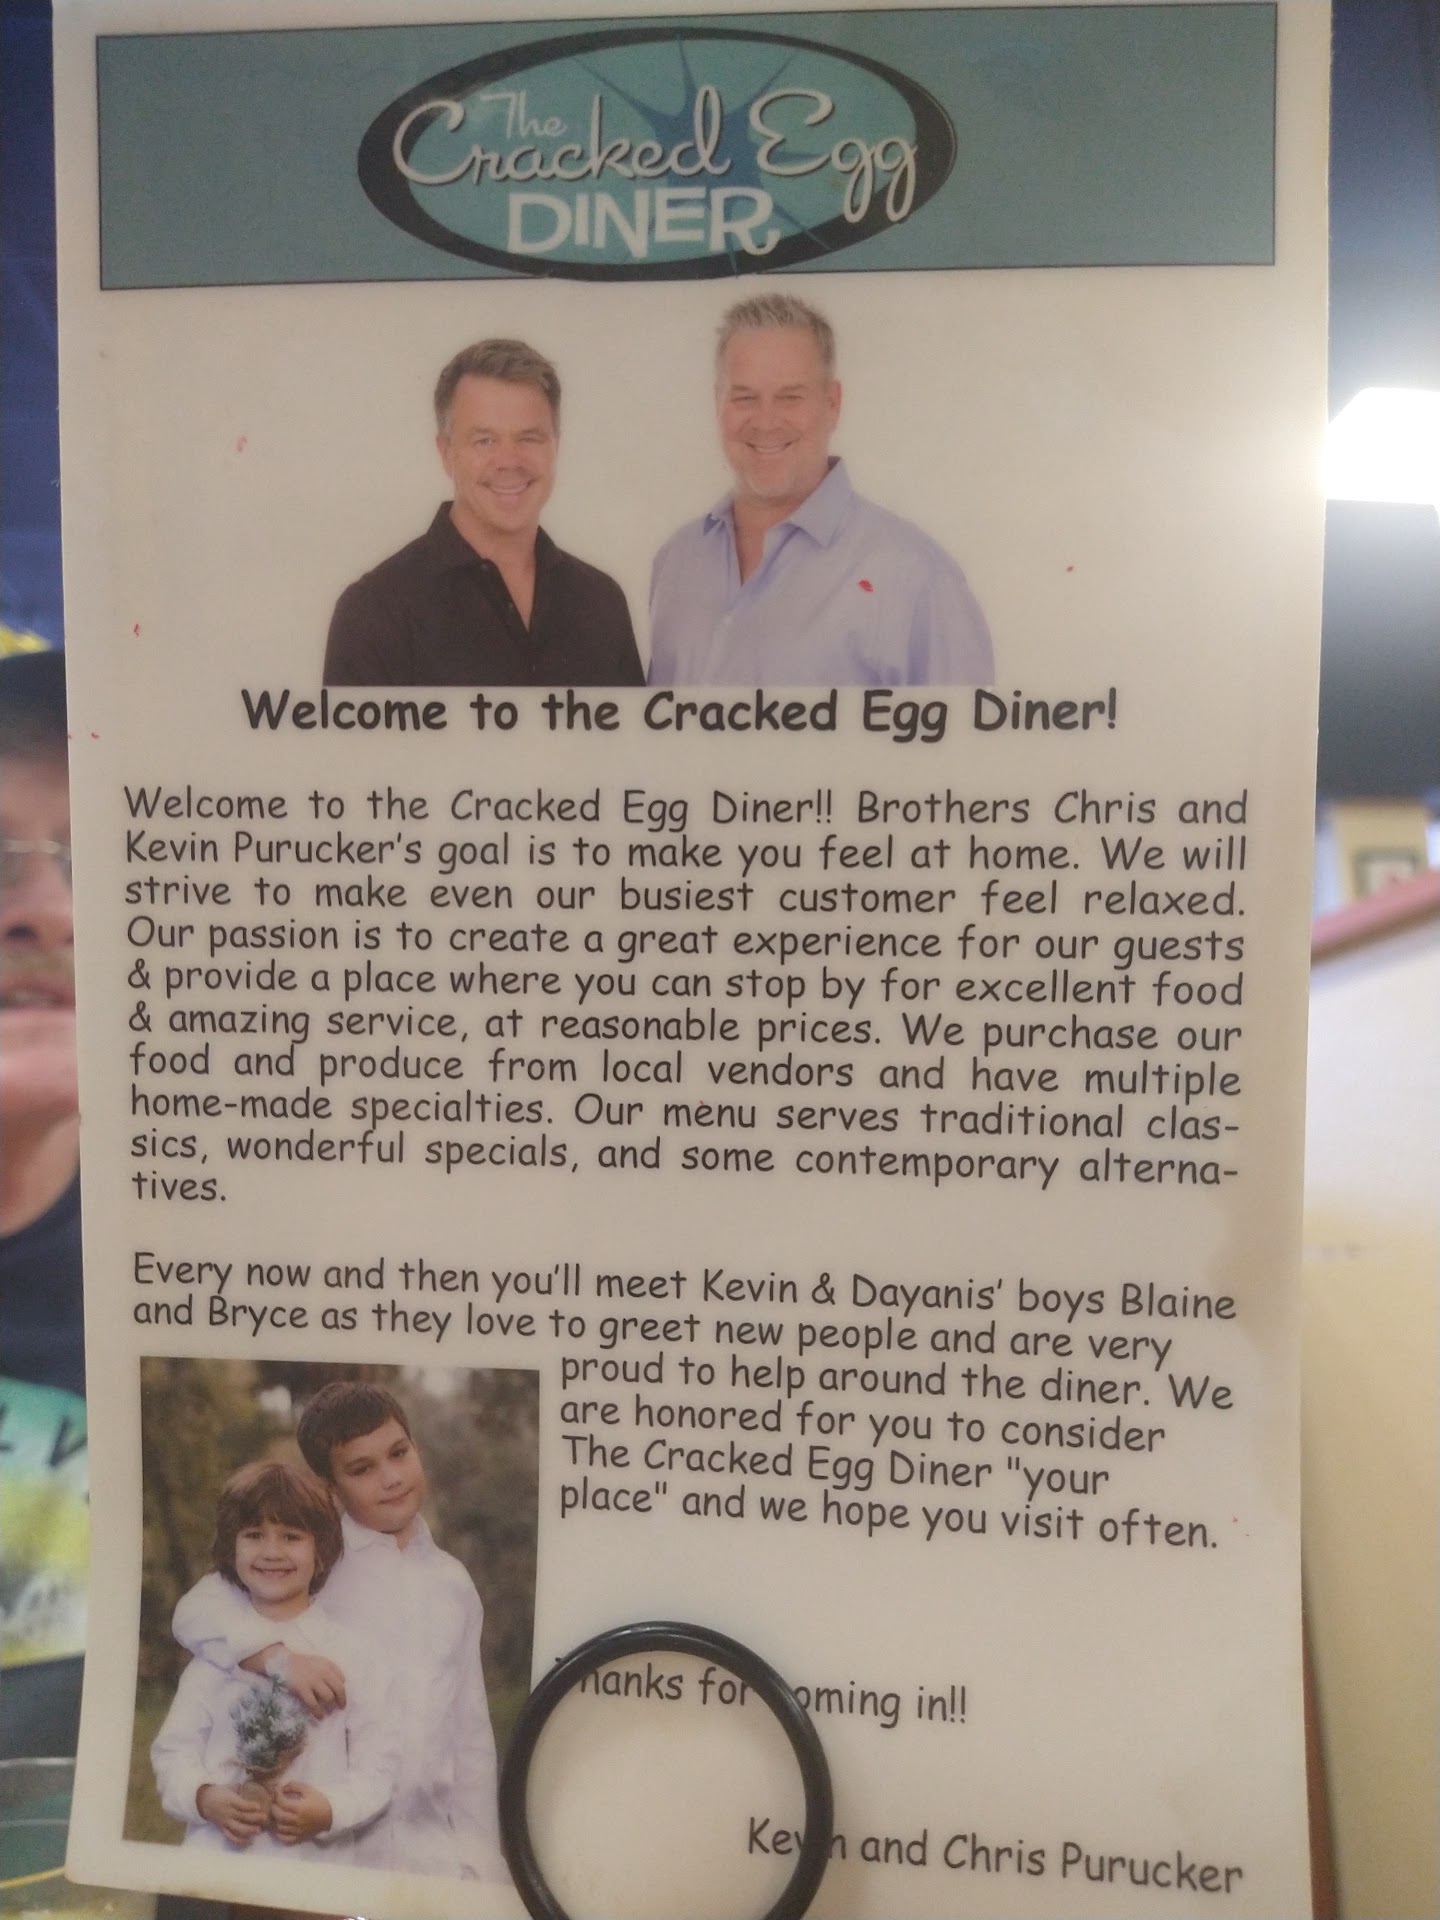 The
Cracked Egg
DINER
Welcome to the Cracked Egg Diner!
Welcome to the Cracked Egg Diner!! Brothers Chris and
Kevin Purucker's goal is to make you feel at home. We will
strive to make even our busiest customer feel relaxed.
Our passion is to create a great experience for our guests
& provide a place where you can stop by for excellent food
& amazing service, at reasonable prices. We purchase our
food and produce from local vendors and have multiple
home-made specialties. Our menu serves traditional clas-
sics, wonderful specials, and some contemporary alterna-
tives.
Every now and then you'll meet Kevin & Dayanis' boys Blaine
and Bryce as they love to greet new people and are very
proud to help around the diner. We
are honored for you to consider
The Cracked Egg Diner "your
place" and we hope you visit often.
Thanks for coming in!!
Kevin and Chris Purucker